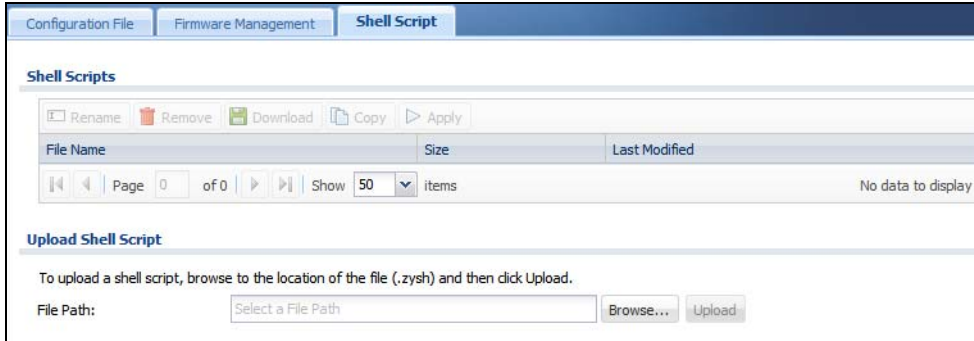 Configuration File Firmware Management Shell Script
Shell Scripts
Rename Remove Download Copy Apply
File Name Size Last Modified
Page 0 of 0 Show 50 items No data to display
Upload Shell Script
To upload a shell script, browse to the location of the file (.zysh) and then click Upload.
File Path: Select a File Path Browse... Upload